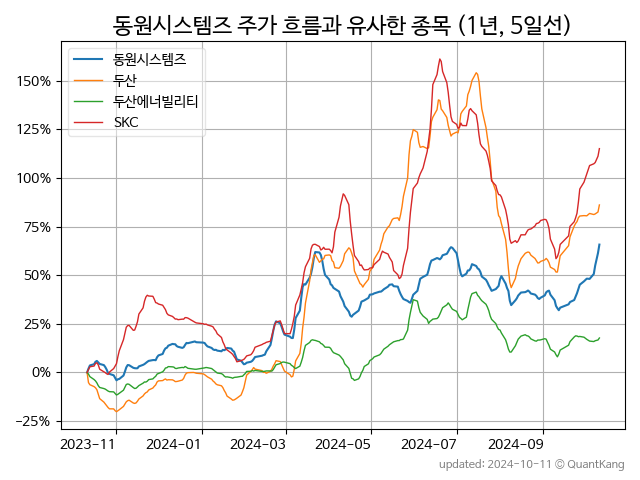 동원시스템즈 주가 흐름과 유사한 종목 (1년, 5일선)
동원시스템즈
두산
두산에너빌리티
SKC
150%
125%
100%
75%
50%
25%
0%
−25%
2023-11
2024-01
2024-03
2024-05
2024-07
2024-09
updated: 2024-10-11 © QuantKang